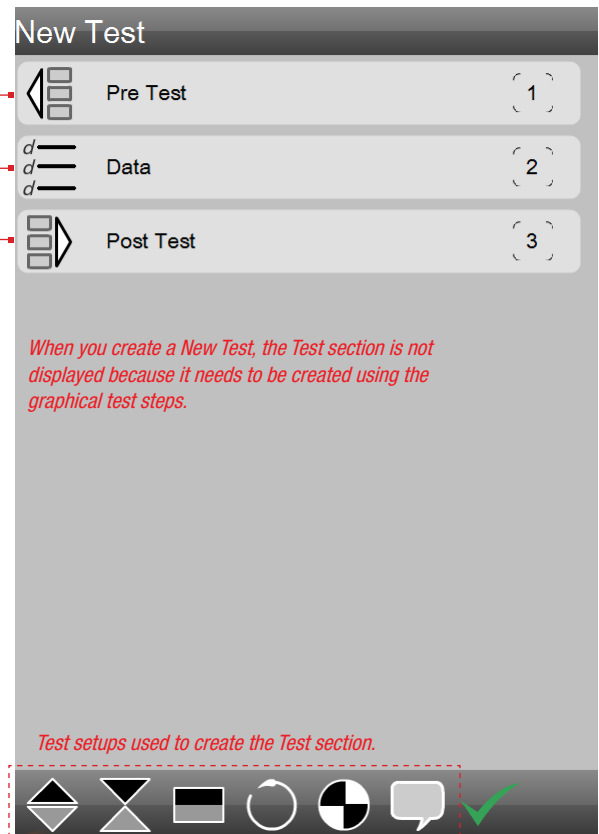 New Test
Pre Test 1
d
d
d
Data 2
Post Test 3
When you create a New Test, the Test section is not
displayed because it needs to be created using the
graphical test steps.
Test setups used to create the Test section.